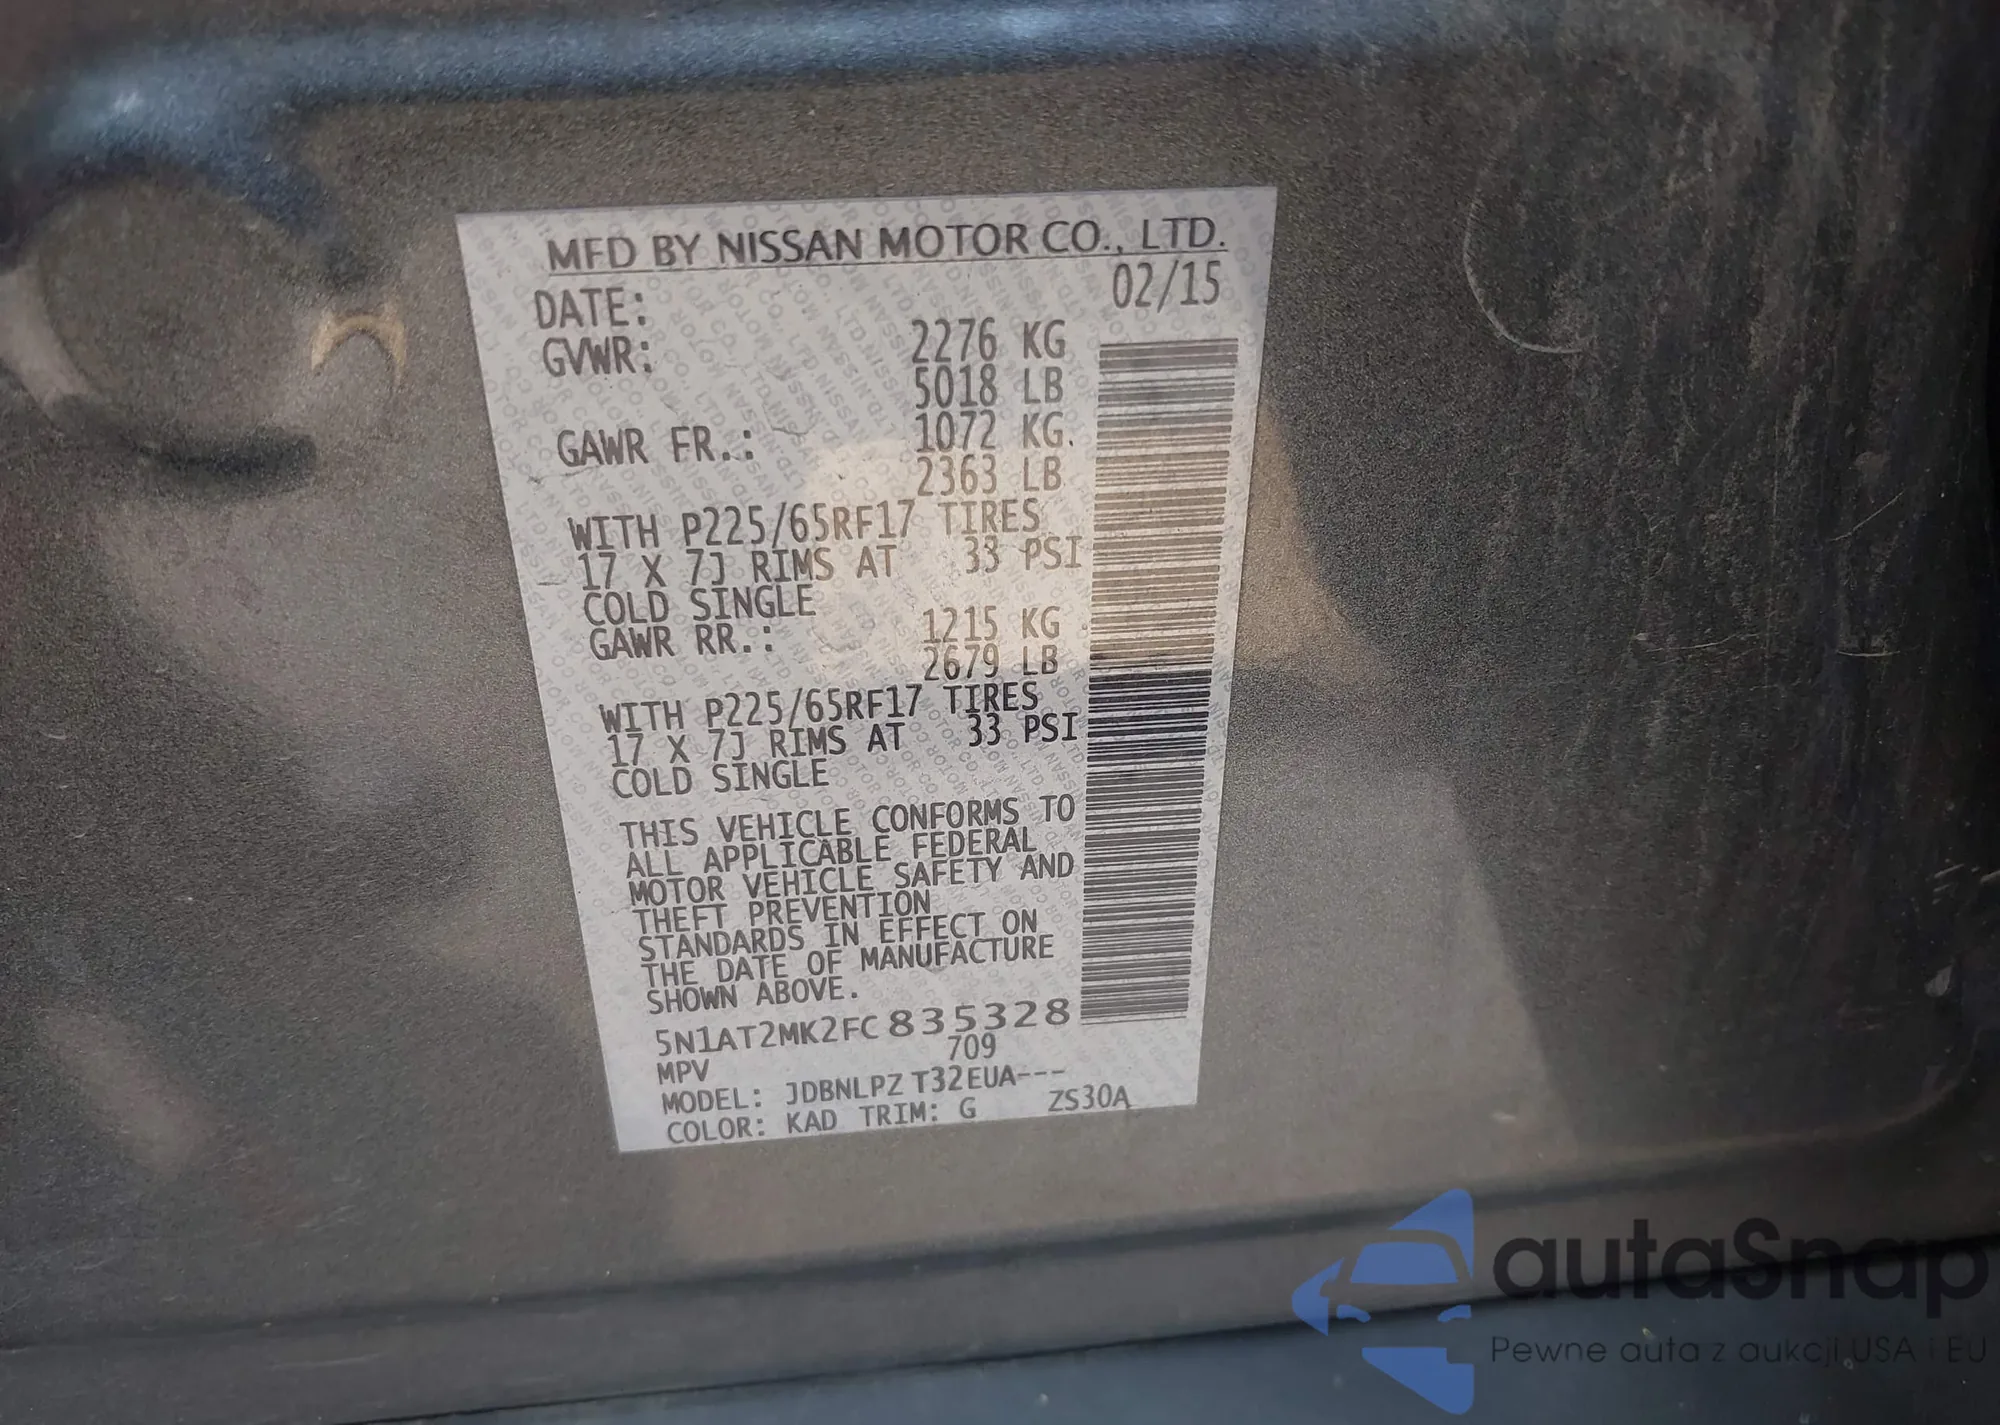 MFD BY NISSAN MOTOR CO., LTD.
DATE: 02/15
GVWR: 2276 KG
5018 LB
GAWR FR.: 1072 KG.
2363 LB
WITH P225/65RF17 TIRES
17 X 7J RIMS AT 33 PSI
COLD SINGLE
GAWR RR.: 1215 KG
2679 LB
WITH P225/65RF17 TIRES
17 X 7J RIMS AT 33 PSI
COLD SINGLE
THIS VEHICLE CONFORMS TO
ALL APPLICABLE FEDERAL
MOTOR VEHICLE SAFETY AND
THEFT PREVENTION
STANDARDS IN EFFECT ON
THE DATE OF MANUFACTURE
SHOWN ABOVE.
5N1AT2MK2FC835328
MPV 709
MODEL: JDBNLPZ T32EUA---
COLOR: KAD TRIM: G ZS30A
autaSnap
Pewne auta z aukcji USA i EU